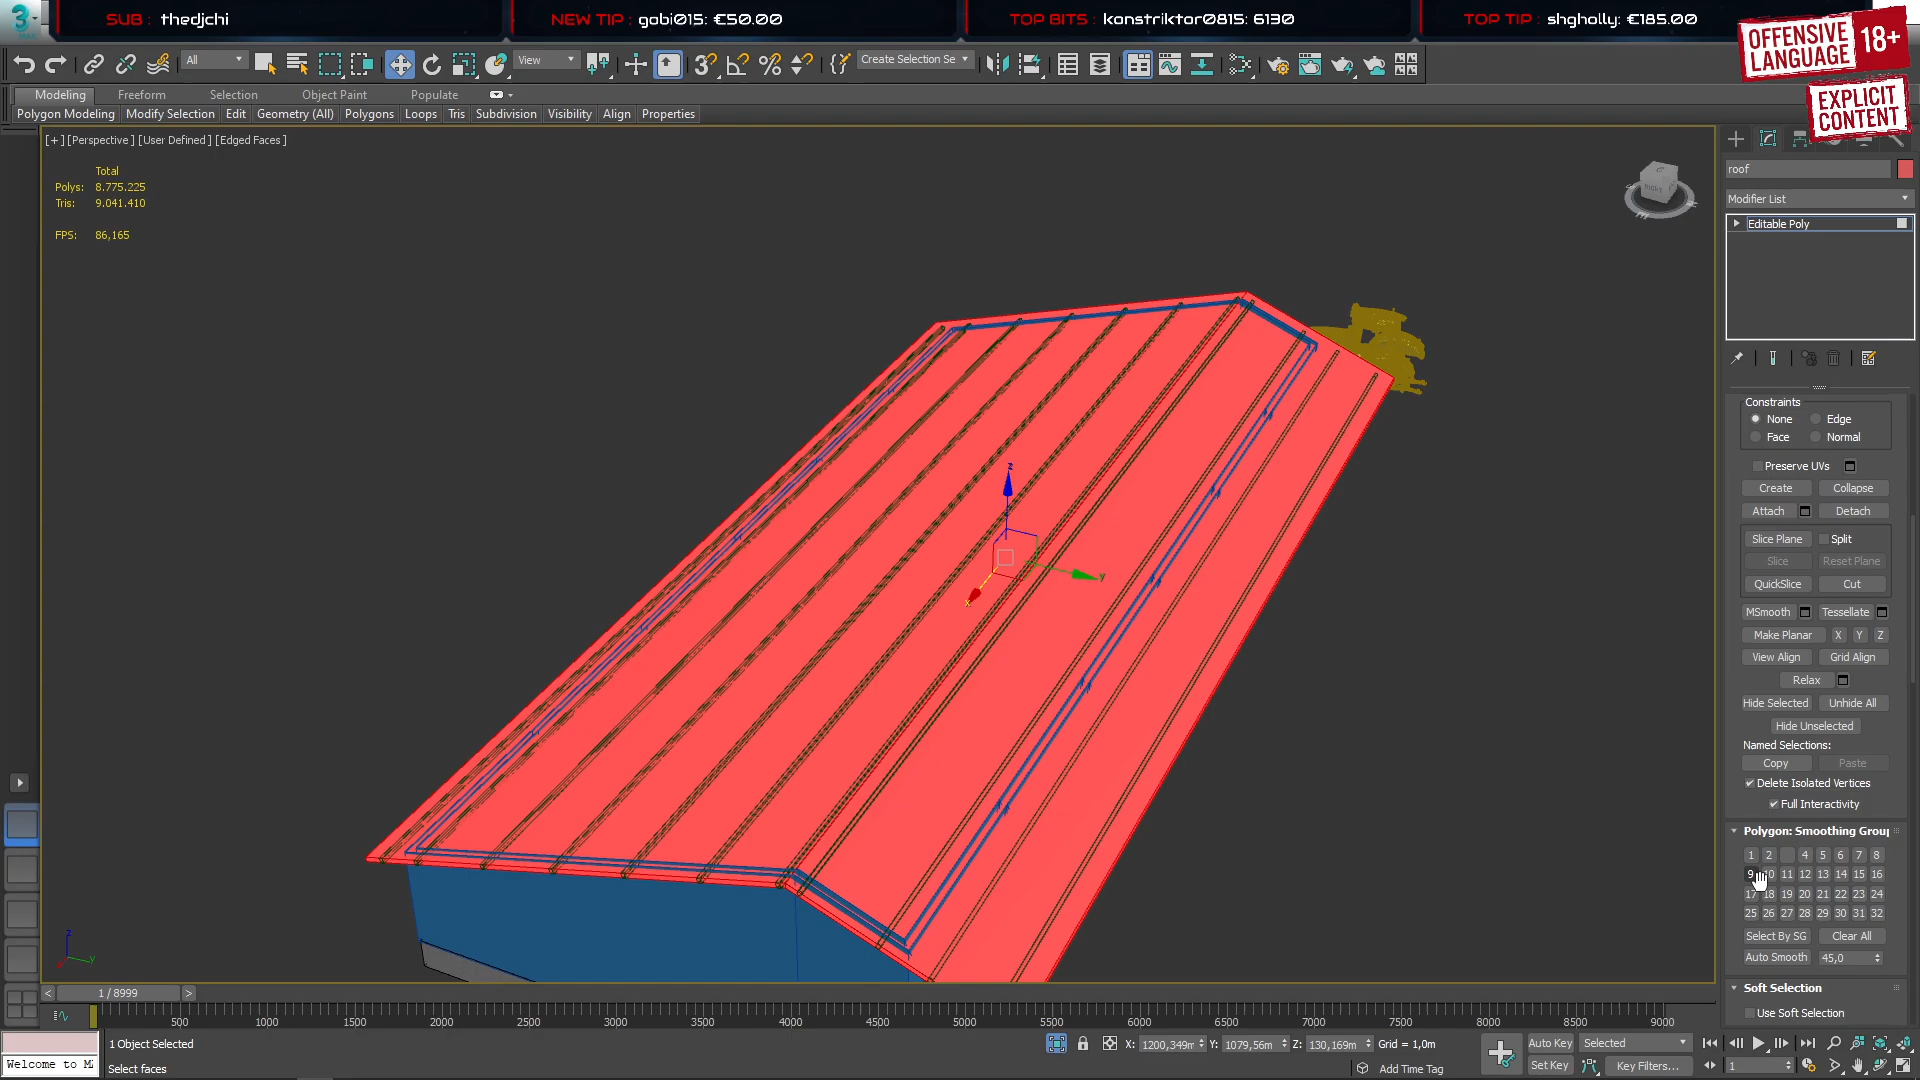 SUB : thedjchi
NEW TIP : gabi015: €50.00
TOP BITS : konstriktor0815: 6130
TOP TIP : shgholly: €185.00
OFFENSIVE LANGUAGE 18+
EXPLICIT CONTENT
All
View
Create Selection Se
Modeling
Freeform
Selection
Object Paint
Populate
Polygon Modeling
Modify Selection
Edit
Geometry (All)
Polygons
Loops
Tris
Subdivision
Visibility
Align
Properties
[+] [Perspective ] [User Defined ] [Edged Faces ]
Total
Polys: 8.775.225
Tris: 9.041.410
FPS: 86,165
z
y
x
z
y
roof
Modifier List
Editable Poly
Constraints
None
Edge
Face
Normal
Preserve UVs
Create
Collapse
Attach
Detach
Slice Plane
Split
Slice
Reset Plane
QuickSlice
Cut
MSmooth
Tessellate
Make Planar
X Y Z
View Align
Grid Align
Relax
Hide Selected
Unhide All
Hide Unselected
Named Selections:
Copy
Paste
Delete Isolated Vertices
Full Interactivity
Polygon: Smoothing Group
1 2 4 5 6 7 8
9 10 11 12 13 14 15 16
17 18 19 20 21 22 23 24
25 26 27 28 29 30 31 32
Select By SG
Clear All
Auto Smooth
45,0
Soft Selection
Use Soft Selection
< 1 / 8999 >
500 1000 1500 2000 2500 3000 3500 4000 4500 5000 5500 6000 6500 7000 7500 8000 8500 9000
1 Object Selected
X: 1200,349m
Y: 1079,56m
Z: 130,169m
Grid = 1,0m
Auto Key
Selected
Welcome to M
Select faces
Add Time Tag
Set Key
Key Filters...
1